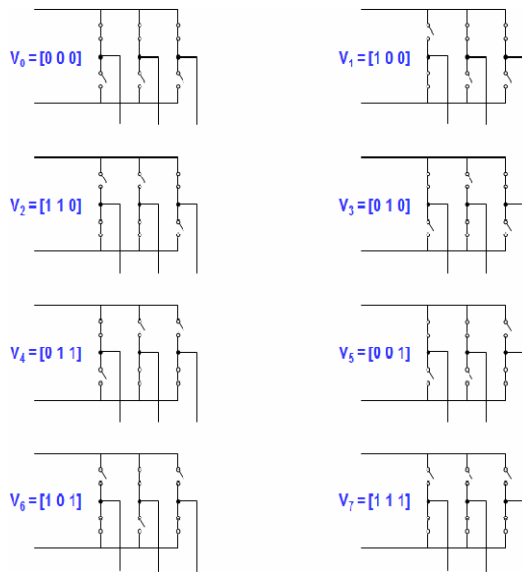 V₀ = [0 0 0]
V₁ = [1 0 0]
V₂ = [1 1 0]
V₃ = [0 1 0]
V₄ = [0 1 1]
V₅ = [0 0 1]
V₆ = [1 0 1]
V₇ = [1 1 1]